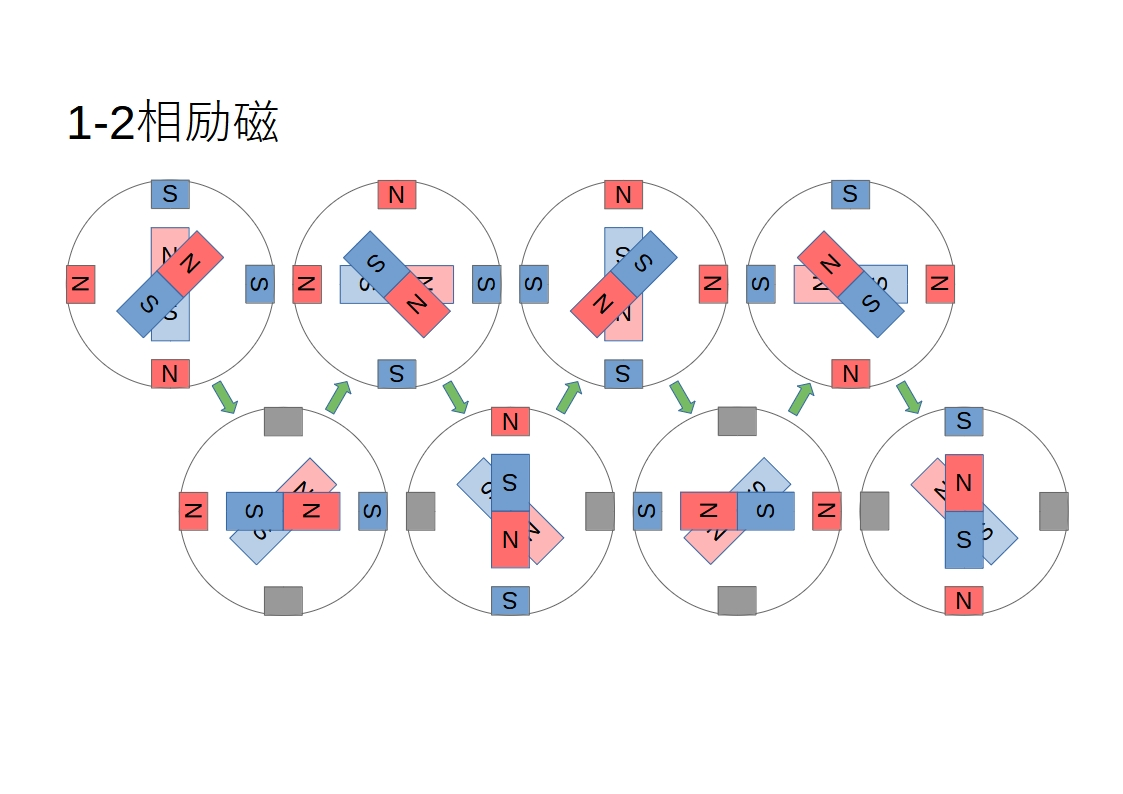 1-2相励磁
S N N S
N N
N S N S S N S N
S S N S
S N N S
N S S N
N S S
N N S S N
N S N S S S N N S N N
S N S
N S N
N S S N N N S
S N
S N